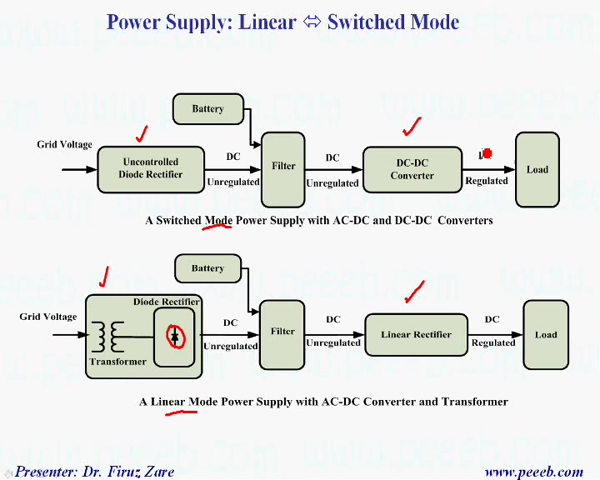 Power Supply: Linear ⇔ Switched Mode
Battery
Grid Voltage
Uncontrolled
Diode Rectifier
DC
Unregulated
Filter
DC
Unregulated
DC-DC
Converter
Regulated
Load
A Switched Mode Power Supply with AC-DC and DC-DC Converters
Battery
Grid Voltage
Diode Rectifier
Transformer
DC
Unregulated
Filter
DC
Unregulated
Linear Rectifier
DC
Regulated
Load
A Linear Mode Power Supply with AC-DC Converter and Transformer
Presenter: Dr. Firuz Zare
www.peeeb.com